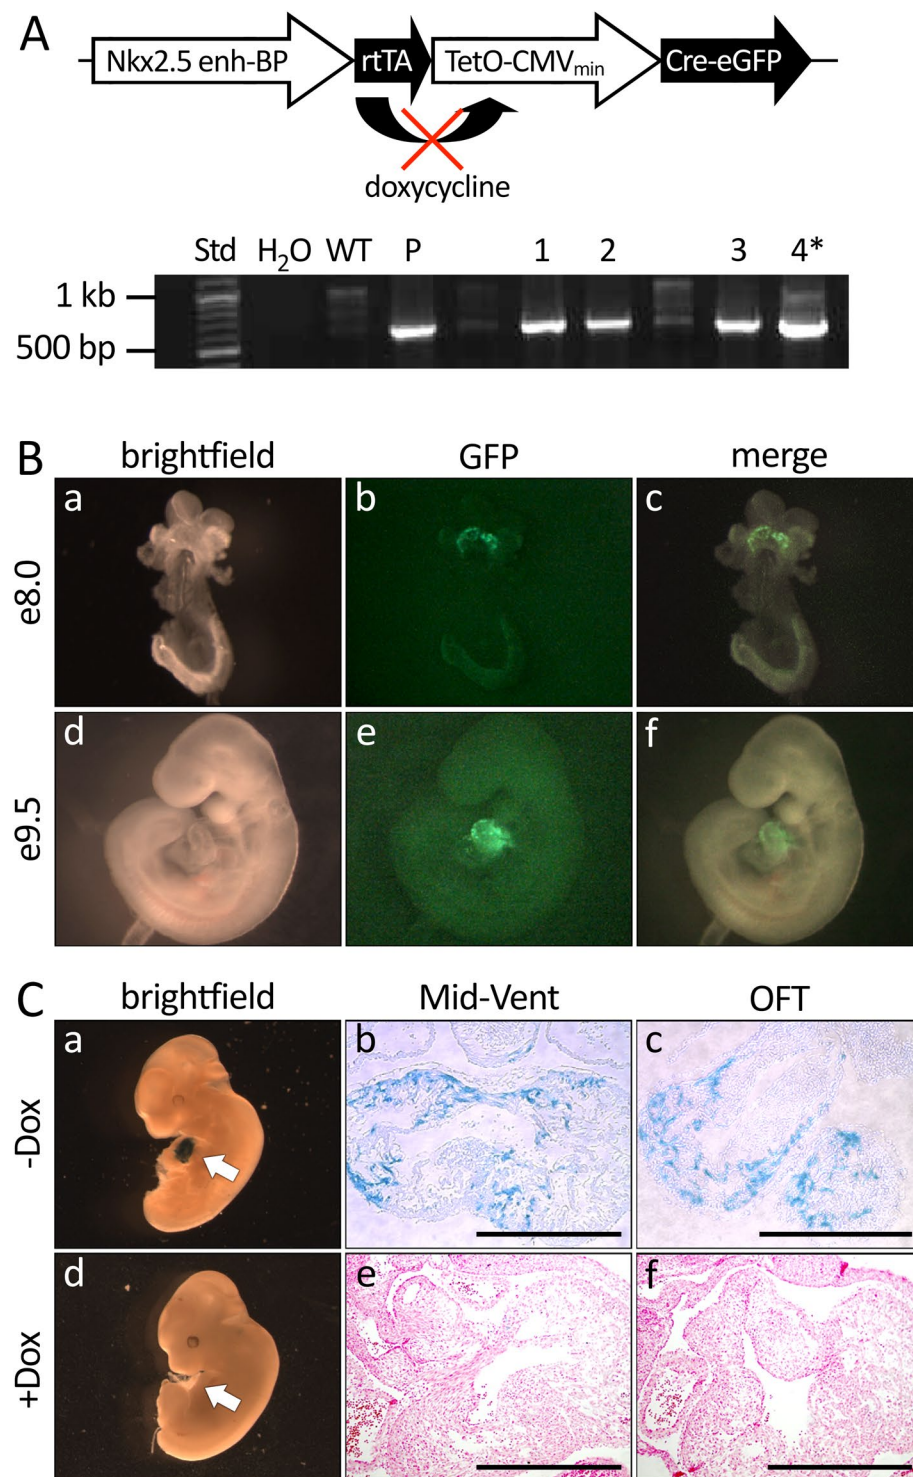 A
Nkx2.5 enh-BP rtTA TetO-CMVmin Cre-eGFP
doxycycline
Std H2O WT P 1 2 3 4*
1 kb
500 bp
B
brightfield GFP merge
e8.0
a b c
e9.5
d e f
C
brightfield Mid-Vent OFT
-Dox
a b c
+Dox
d e f